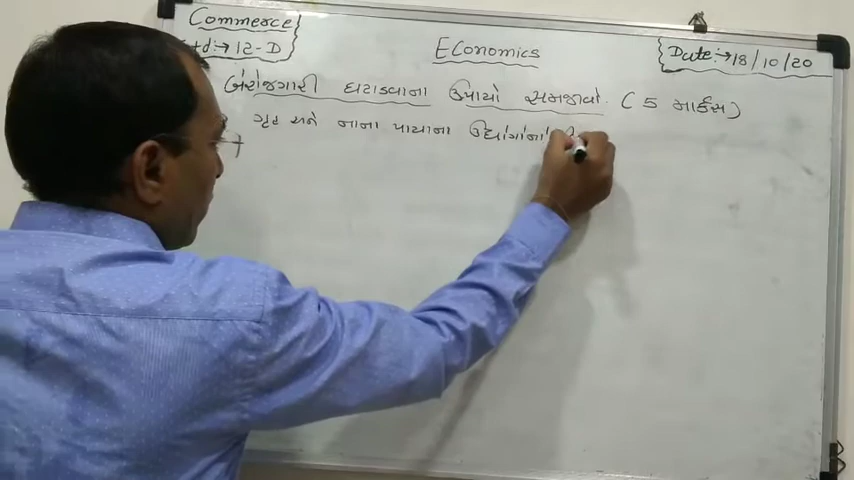 Commerce
Std:→ 12-D
Economics
Date:→18/10/20
બેરોજગારી ઘટાડવાના ઉપાયો સમજાવો. ( 5 માર્કસ)
ગૃહ અને નાના પાયાના ઉદ્યોગોનો